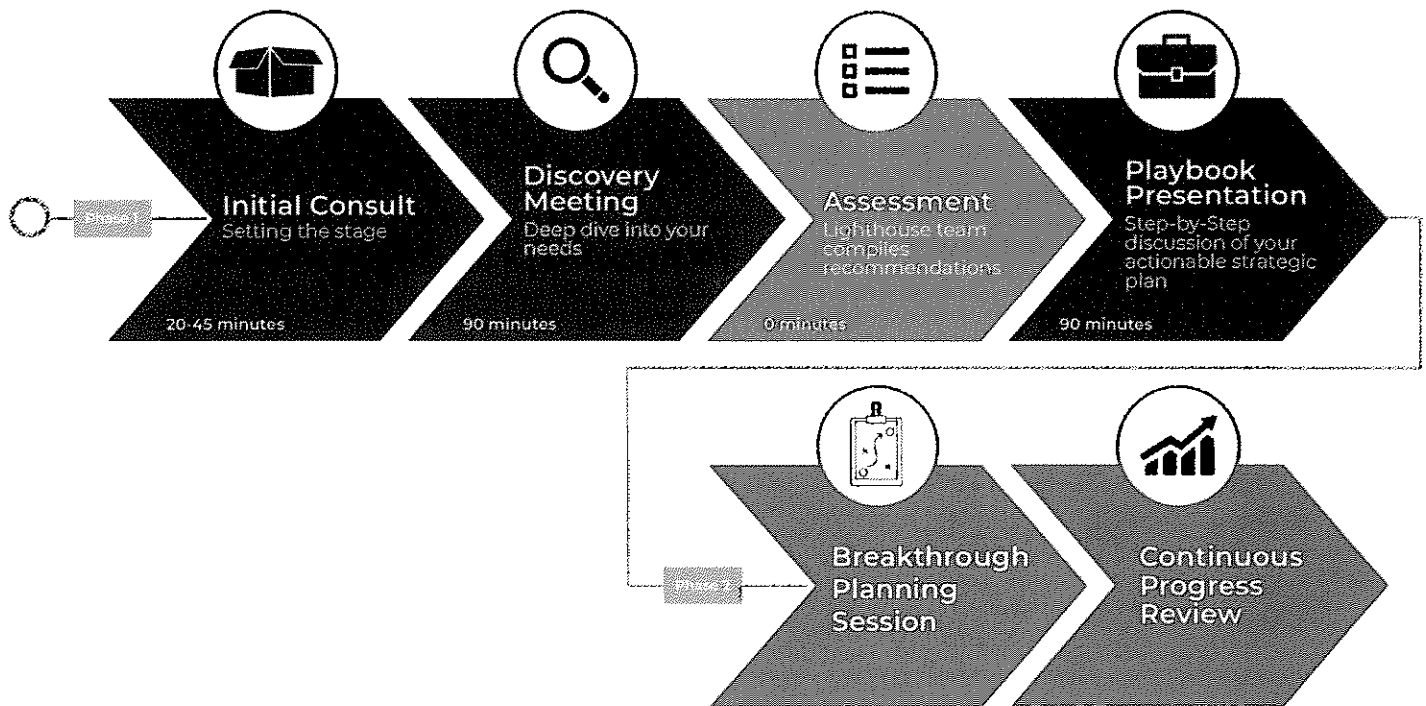 Phase 1
Initial Consult
Setting the stage
20-45 minutes
Discovery
Meeting
Deep dive into your
needs
90 minutes
Assessment
Lighthouse team
compiles
recommendations
0 minutes
Playbook
Presentation
Step-by-Step
discussion of your
actionable strategic
plan
90 minutes
Phase 2
Breakthrough
Planning
Session
Continuous
Progress
Review